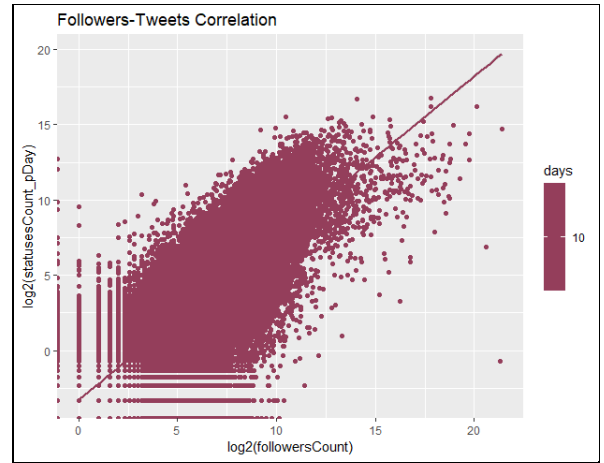 Followers-Tweets Correlation
20
15
10
5
0
log2(statusesCount_pDay)
0
5
10
15
20
log2(followersCount)
days
10